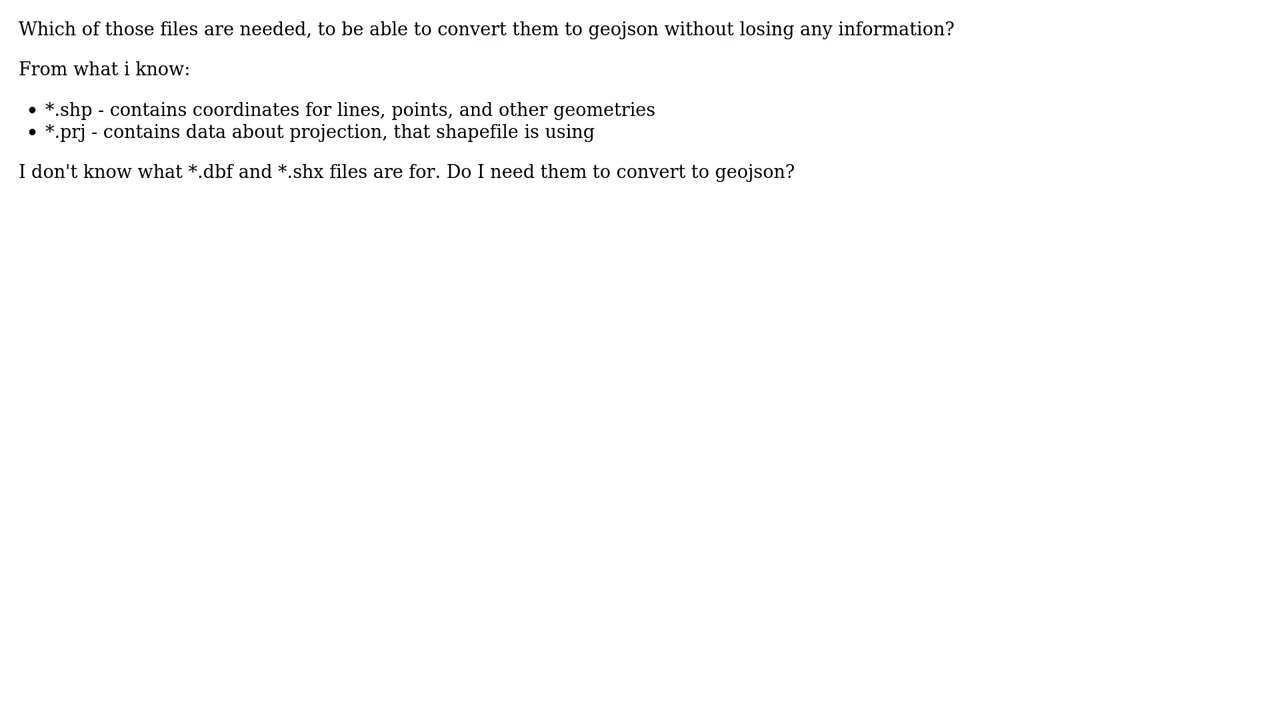 Which of those files are needed, to be able to convert them to geojson without losing any information?
From what i know:
• *.shp - contains coordinates for lines, points, and other geometries
• *.prj - contains data about projection, that shapefile is using
I don't know what *.dbf and *.shx files are for. Do I need them to convert to geojson?